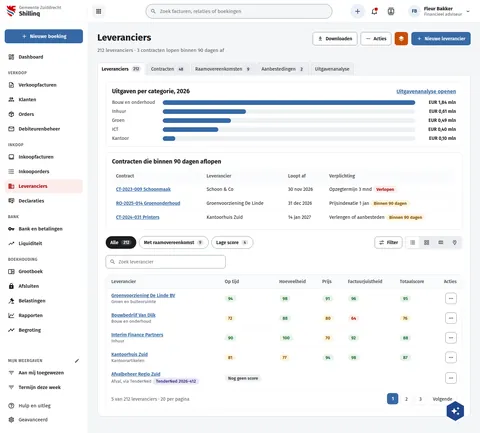 Gemeente Zuiddrecht
Shillinq
Zoek facturen, relaties of boekingen
FB
Fleur Bakker
Financieel adviseur
+ Nieuwe boeking
Dashboard
VERKOOP
Verkoopfacturen
Klanten
Orders
Debiteurenbeheer
INKOOP
Inkoopfacturen
Inkooporders
Leveranciers
Declaraties
BANK
Bank en betalingen
Liquiditeit
BOEKHOUDING
Grootboek
Afsluiten
Belastingen
Rapporten
Begroting
MIJN WEERGAVEN
Aan mij toegewezen
Termijn deze week
Hulp en uitleg
Geavanceerd
Leveranciers
212 leveranciers · 3 contracten lopen binnen 90 dagen af
Downloaden
Acties
+ Nieuwe leverancier
Leveranciers 212
Contracten 48
Raamovereenkomsten 9
Aanbestedingen 3
Uitgavenanalyse
Uitgaven per categorie, 2026
Uitgavenanalyse openen
Bouw en onderhoud EUR 1,84 mln
Inhuur EUR 0,61 mln
Groen EUR 0,49 mln
ICT EUR 0,40 mln
Kantoor EUR 0,10 mln
Contracten die binnen 90 dagen aflopen
Contract Leverancier Loopt af Verplichting
CT-2023-009 Schoonmaak Schoon & Co 30 nov 2026 Opzegtermijn 3 mnd Verlopen
RO-2025-014 Groenonderhoud Groenvoorziening De Linde 31 dec 2026 Prijsindexatie 1 jan Binnen 90 dagen
CT-2024-031 Printers Kantoorhuis Zuid 14 jan 2027 Verlengen of aanbesteden Binnen 90 dagen
Alle 212
Met raamovereenkomst 9
Lage score 6
Filter
Zoek leverancier
Leverancier Op tijd Hoeveelheid Prijs Factuurjuistheid Totaalscore Acties
Groenvoorziening De Linde BV 94 98 91 96 95
Groen en buitenruimte
Bouwbedrijf Van Dijk 72 88 69 64 76
Bouw en onderhoud
Interim Finance Partners 90 100 70 92 88
Inhuur
Kantoorhuis Zuid 81 77 94 98 87
Kantoorartikelen
Afvalbeheer Regio Zuid Nog geen score
Afval, via TenderNed TenderNed 2026-412
5 van 212 leveranciers · 20 per pagina
1 2 3 Volgende